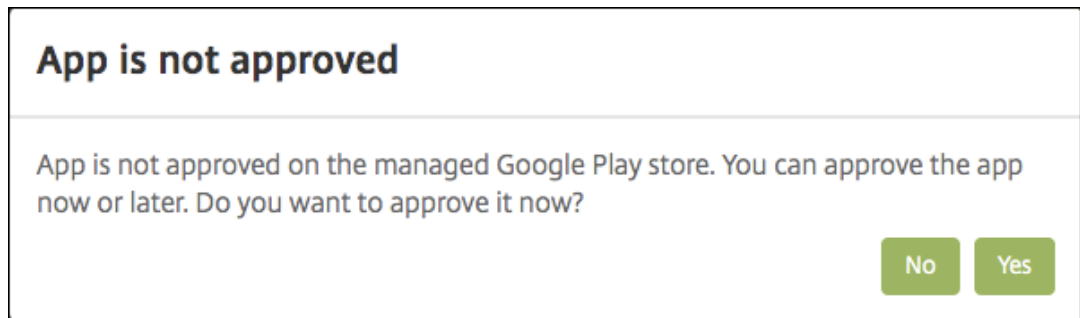 App is not approved
App is not approved on the managed Google Play store. You can approve the app
now or later. Do you want to approve it now?
No Yes